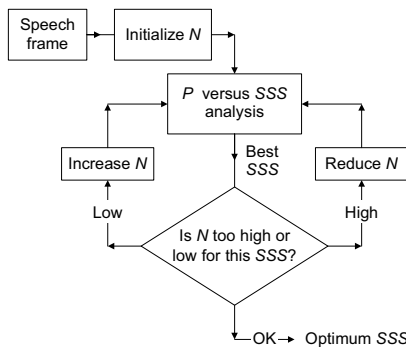 Speech
frame
Initialize N
P versus SSS
analysis
Increase N
Best
SSS
Reduce N
Low
High
Is N too high or
low for this SSS?
OK
Optimum SSS